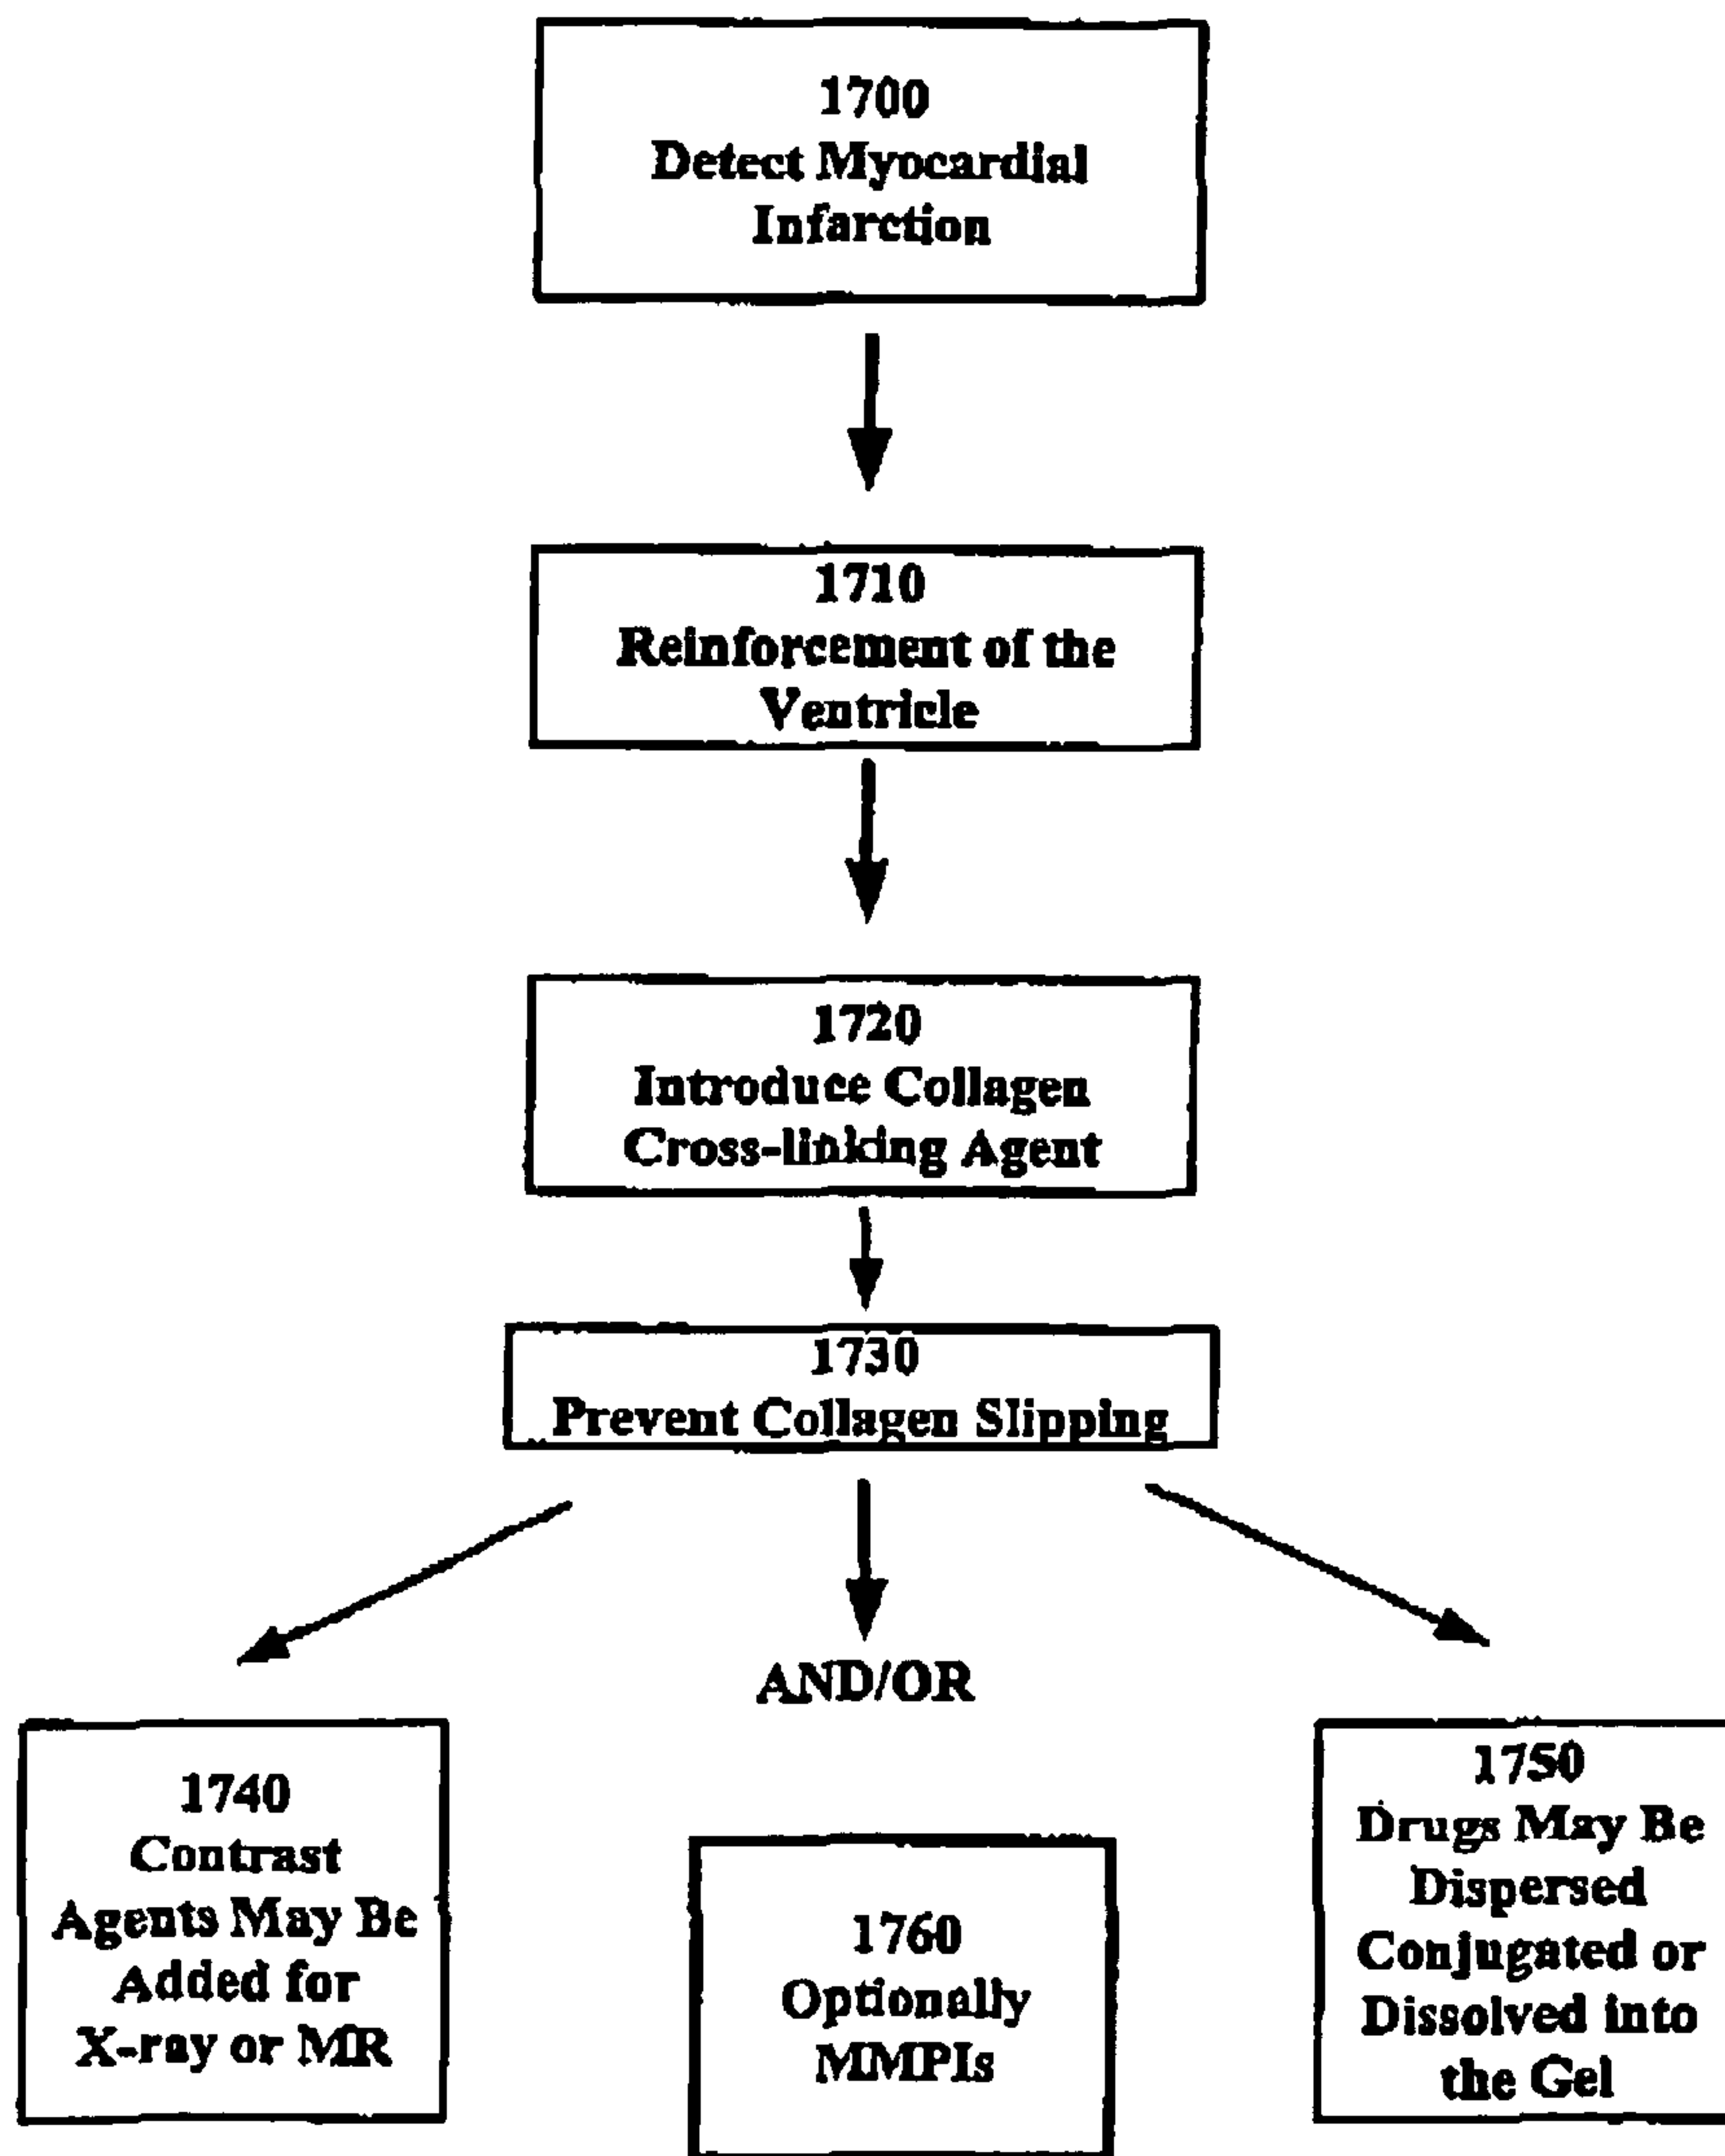 1700
Detect Myocardial
Infarction
1710
Reinforcement of the
Ventricle
1720
Introduce Collagen
Cross-linking Agent
1730
Prevent Collagen Slipping
AND/OR
1740
Contrast
Agents May Be
Added for
X-ray or MR
1760
Optionally
MMPIs
1750
Drugs May Be
Dispersed
Conjugated or
Dissolved into
the Gel